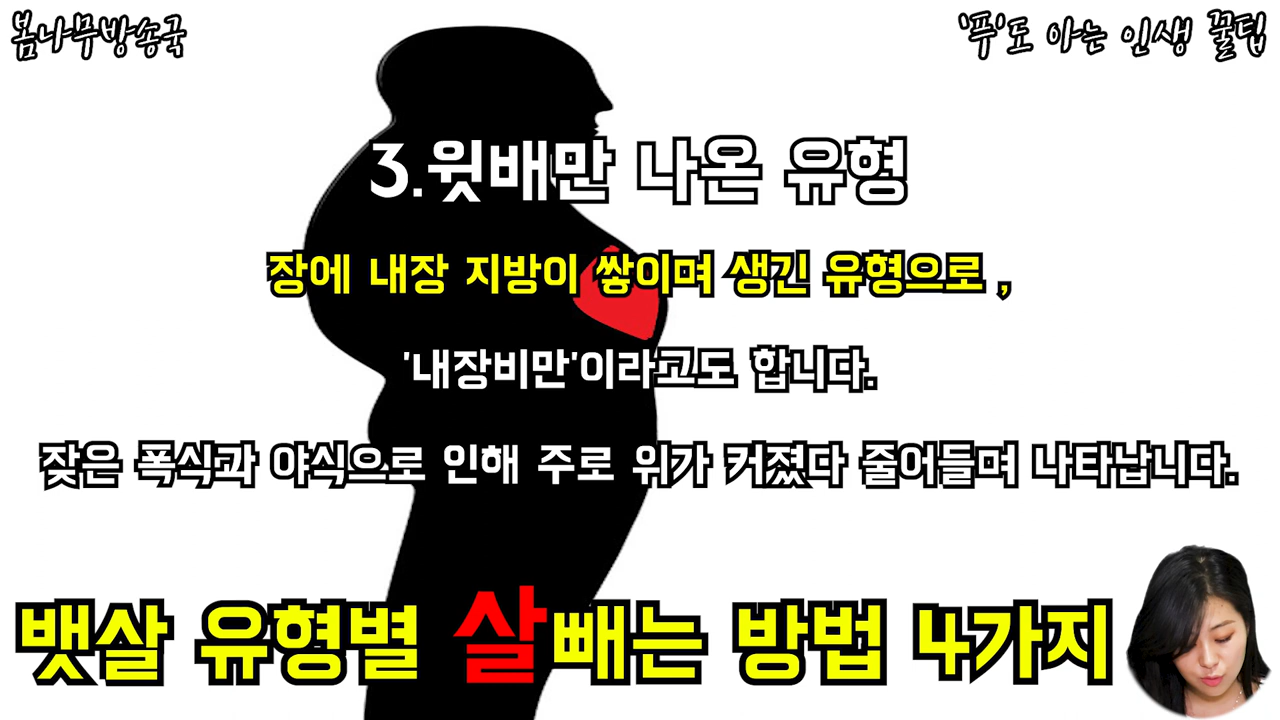 봄나무방송국
'푸'도 아는 인생 꿀팁
3.윗배만 나온 유형
장에 내장 지방이 쌓이며 생긴 유형으로 ,
'내장비만'이라고도 합니다.
잦은 폭식과 야식으로 인해 주로 위가 커졌다 줄어들며 나타납니다.
뱃살 유형별 살빼는 방법 4가지